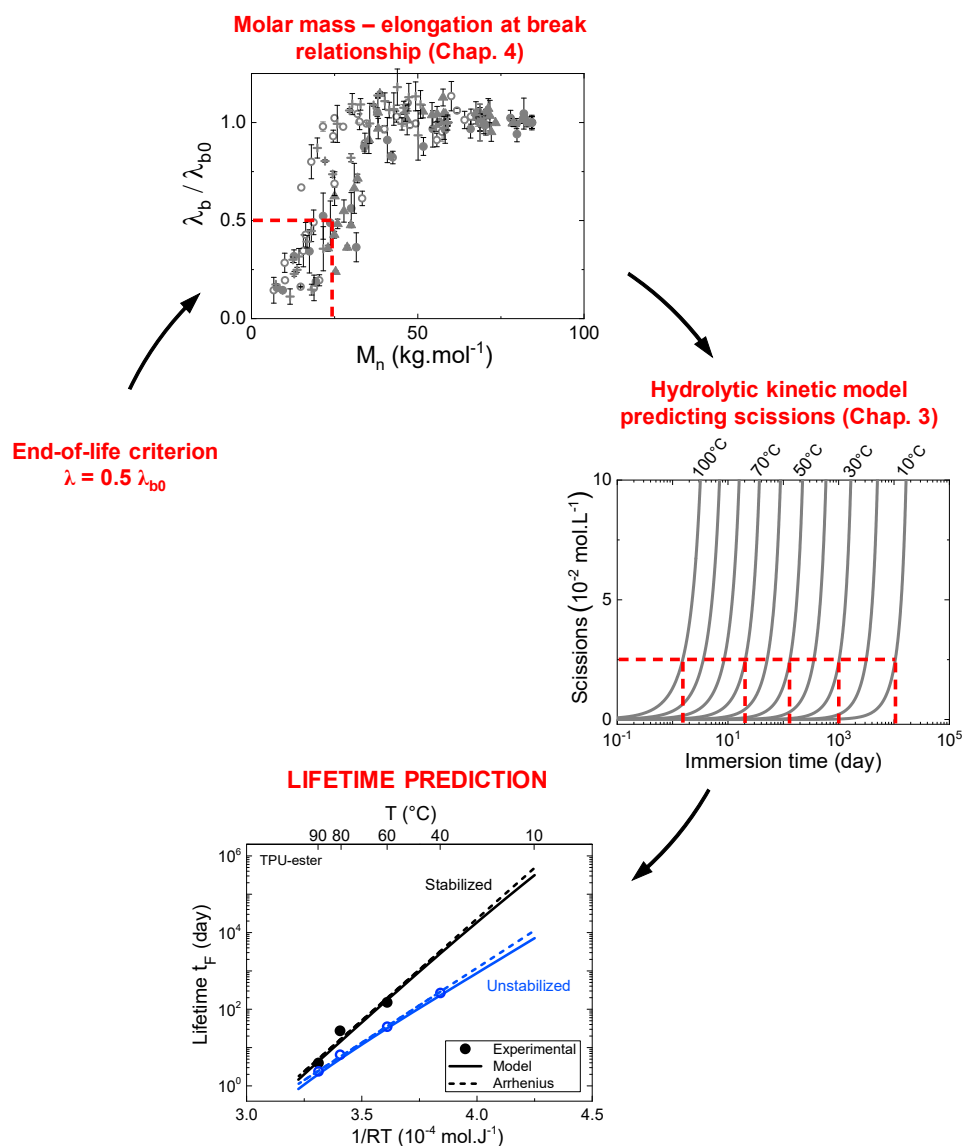 Molar mass – elongation at break
relationship (Chap. 4)
λb / λb0
1.0
0.5
0.0
0
50
100
Mn (kg.mol-1)
End-of-life criterion
λ = 0.5 λb0
Hydrolytic kinetic model
predicting scissions (Chap. 3)
100°C
70°C
50°C
30°C
10°C
Scissions (10-2 mol.L-1)
10
5
0
10-1
101
103
105
Immersion time (day)
LIFETIME PREDICTION
T (°C)
90
80
60
40
10
TPU-ester
Stabilized
Unstabilized
Lifetime tF (day)
106
104
102
100
Experimental
Model
Arrhenius
3.0
3.5
4.0
4.5
1/RT (10-4 mol.J-1)